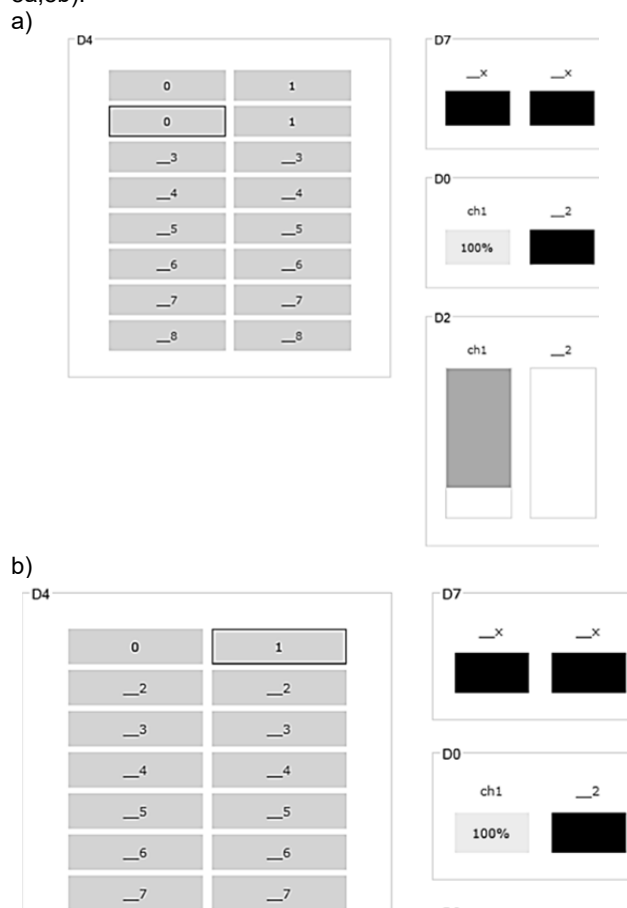 a)
D4
0 1
0 1
__3 __3
__4 __4
__5 __5
__6 __6
__7 __7
__8 __8
D7
__x __x
D0
ch1 __2
100%
D2
ch1 __2
b)
D4
0 1
__2 __2
__3 __3
__4 __4
__5 __5
__6 __6
__7 __7
D7
__x __x
D0
ch1 __2
100%